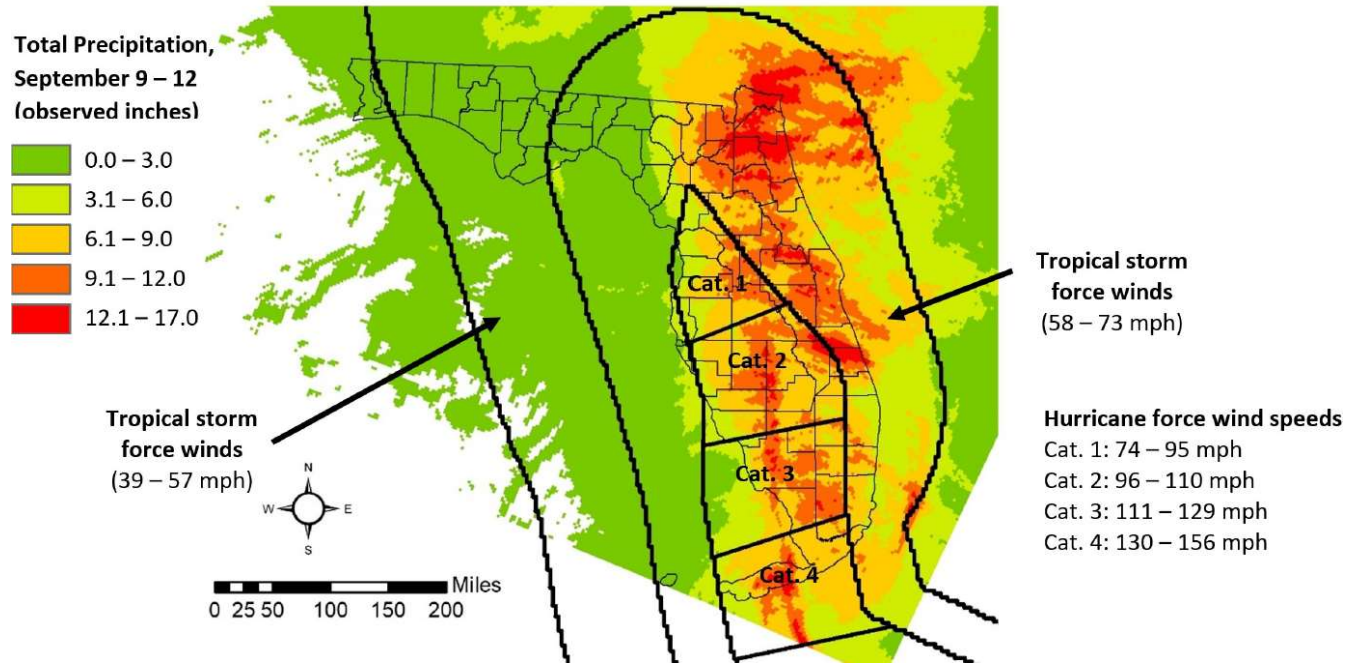 Total Precipitation,
September 9 – 12
(observed inches)
0.0 – 3.0
3.1 – 6.0
6.1 – 9.0
9.1 – 12.0
12.1 – 17.0
Cat. 1
Cat. 2
Cat. 3
Cat. 4
Tropical storm
force winds
(39 – 57 mph)
N
W
E
S
Miles
0 25 50 100 150 200
Tropical storm
force winds
(58 – 73 mph)
Hurricane force wind speeds
Cat. 1: 74 – 95 mph
Cat. 2: 96 – 110 mph
Cat. 3: 111 – 129 mph
Cat. 4: 130 – 156 mph